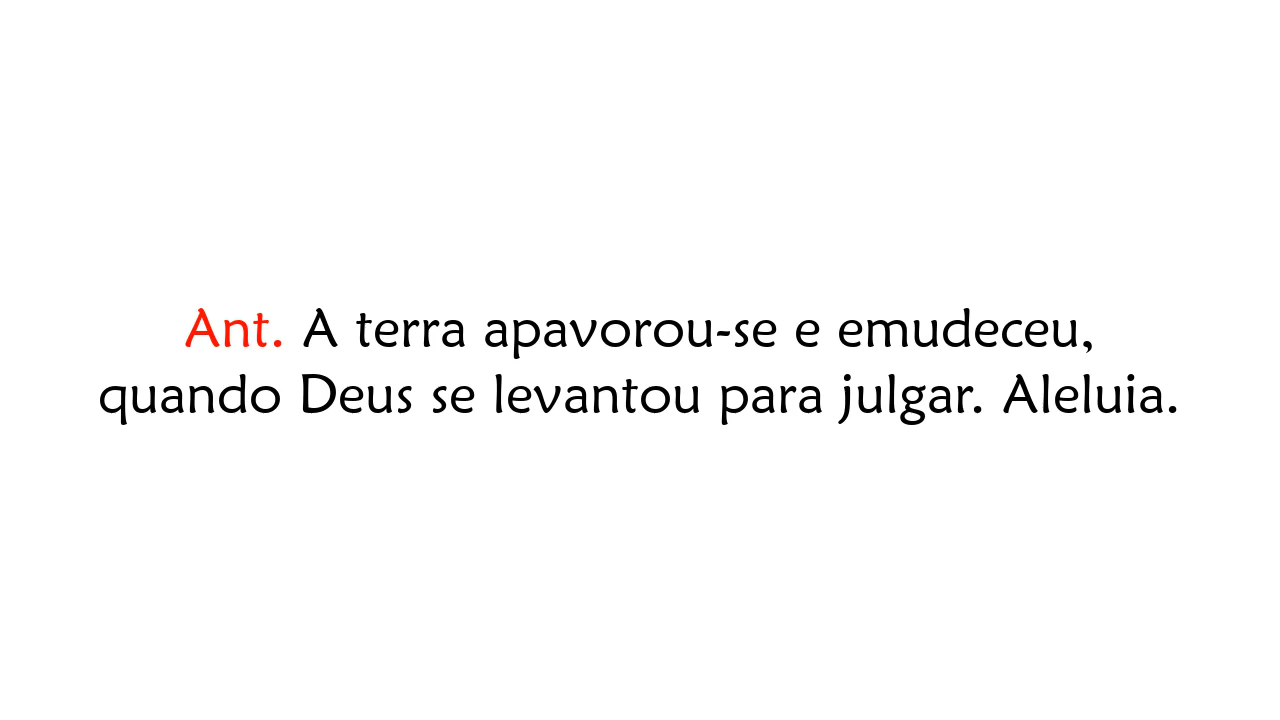 Ant. A terra apavorou-se e emudeceu,
quando Deus se levantou para julgar. Aleluia.